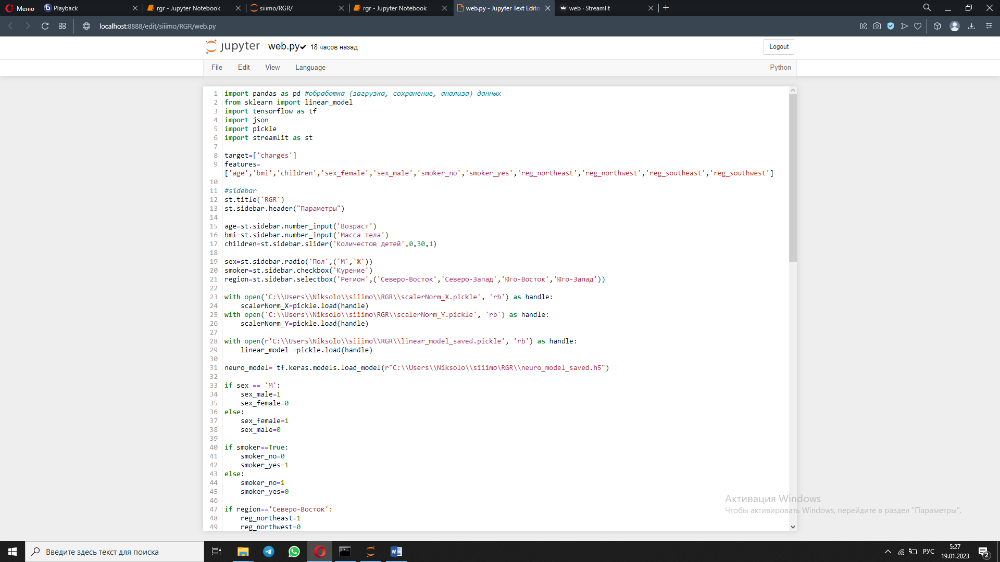 Меню
Playback
rgr - Jupyter Notebook
siiimo/RGR/
rgr - Jupyter Notebook
web.py - Jupyter Text Edito
web · Streamlit
localhost:8888/edit/siiimo/RGR/web.py
jupyter web.py 18 часов назад
Logout
File Edit View Language
Python
1 import pandas as pd #обработка (загрузка, сохранение, анализа) данных
2 from sklearn import linear_model
3 import tensorflow as tf
4 import json
5 import pickle
6 import streamlit as st
7
8 target=['charges']
9 features=
['age','bmi','children','sex_female','sex_male','smoker_no','smoker_yes','reg_northeast','reg_northwest','reg_southeast','reg_southwest']
10
11 #sidebar
12 st.title('RGR')
13 st.sidebar.header("Параметры")
14
15 age=st.sidebar.number_input('Возраст')
16 bmi=st.sidebar.number_input('Масса тела')
17 children=st.sidebar.slider('Количестов детей',0,30,1)
18
19 sex=st.sidebar.radio('Пол',('М','Ж'))
20 smoker=st.sidebar.checkbox('Курение')
21 region=st.sidebar.selectbox('Регион',('Северо-Восток','Северо-Запад','Юго-Восток','Юго-Запад'))
22
23 with open('C:\\Users\\Niksolo\\siiimo\\RGR\\scalerNorm_X.pickle', 'rb') as handle:
24     scalerNorm_X=pickle.load(handle)
25 with open('C:\\Users\\Niksolo\\siiimo\RGR\\scalerNorm_Y.pickle', 'rb') as handle:
26     scalerNorm_Y=pickle.load(handle)
27
28 with open(r'C:\\Users\Niksolo\\siiimo\\RGR\\linear_model_saved.pickle', 'rb') as handle:
29     linear_model =pickle.load(handle)
30
31 neuro_model= tf.keras.models.load_model(r"C:\\Users\\Niksolo\\siiimo\RGR\\neuro_model_saved.h5")
32
33 if sex == 'М':
34     sex_male=1
35     sex_female=0
36 else:
37     sex_female=1
38     sex_male=0
39
40 if smoker==True:
41     smoker_no=0
42     smoker_yes=1
43 else:
44     smoker_no=1
45     smoker_yes=0
46
47 if region=='Северо-Восток':
48     reg_northeast=1
49     reg_northwest=0
Активация Windows
Чтобы активировать Windows, перейдите в раздел "Параметры".
Введите здесь текст для поиска
РУС
5:27
19.01.2023
2